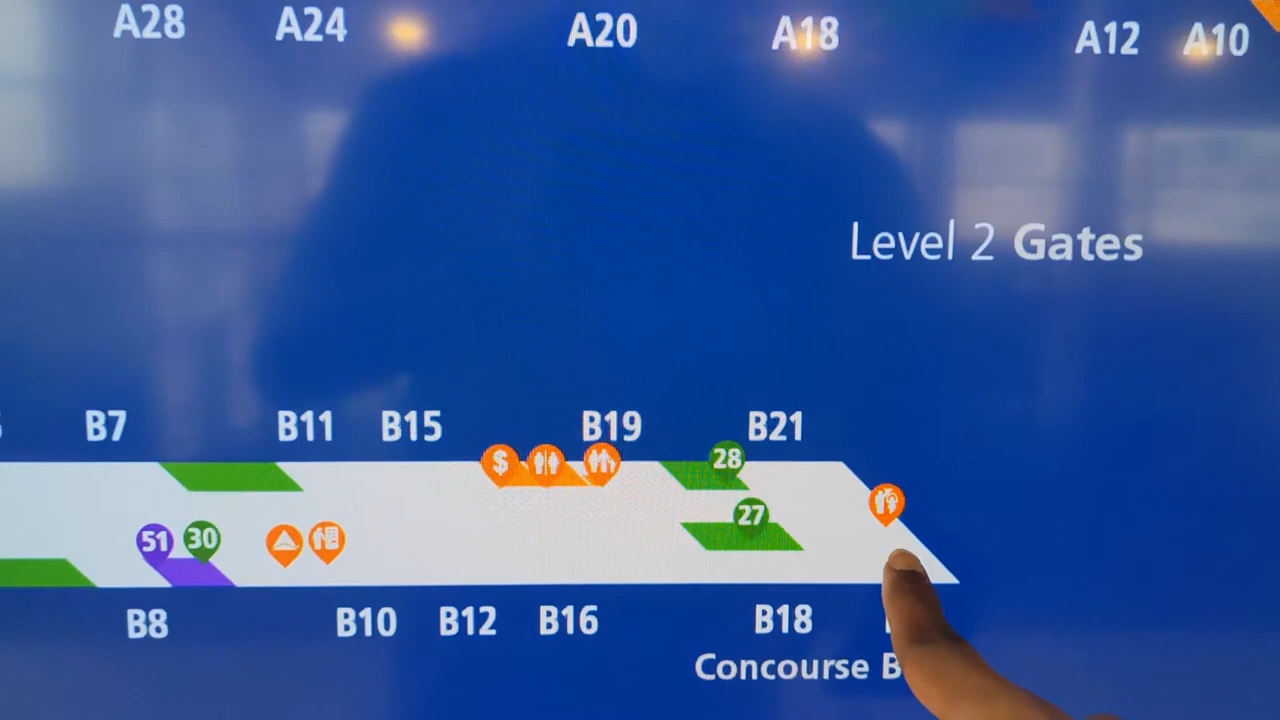 A28 A24 A20 A18 A12 A10
Level 2 Gates
B7 B11 B15 B19 B21
$ 28
27
51 30
B8 B10 B12 B16 B18
Concourse B